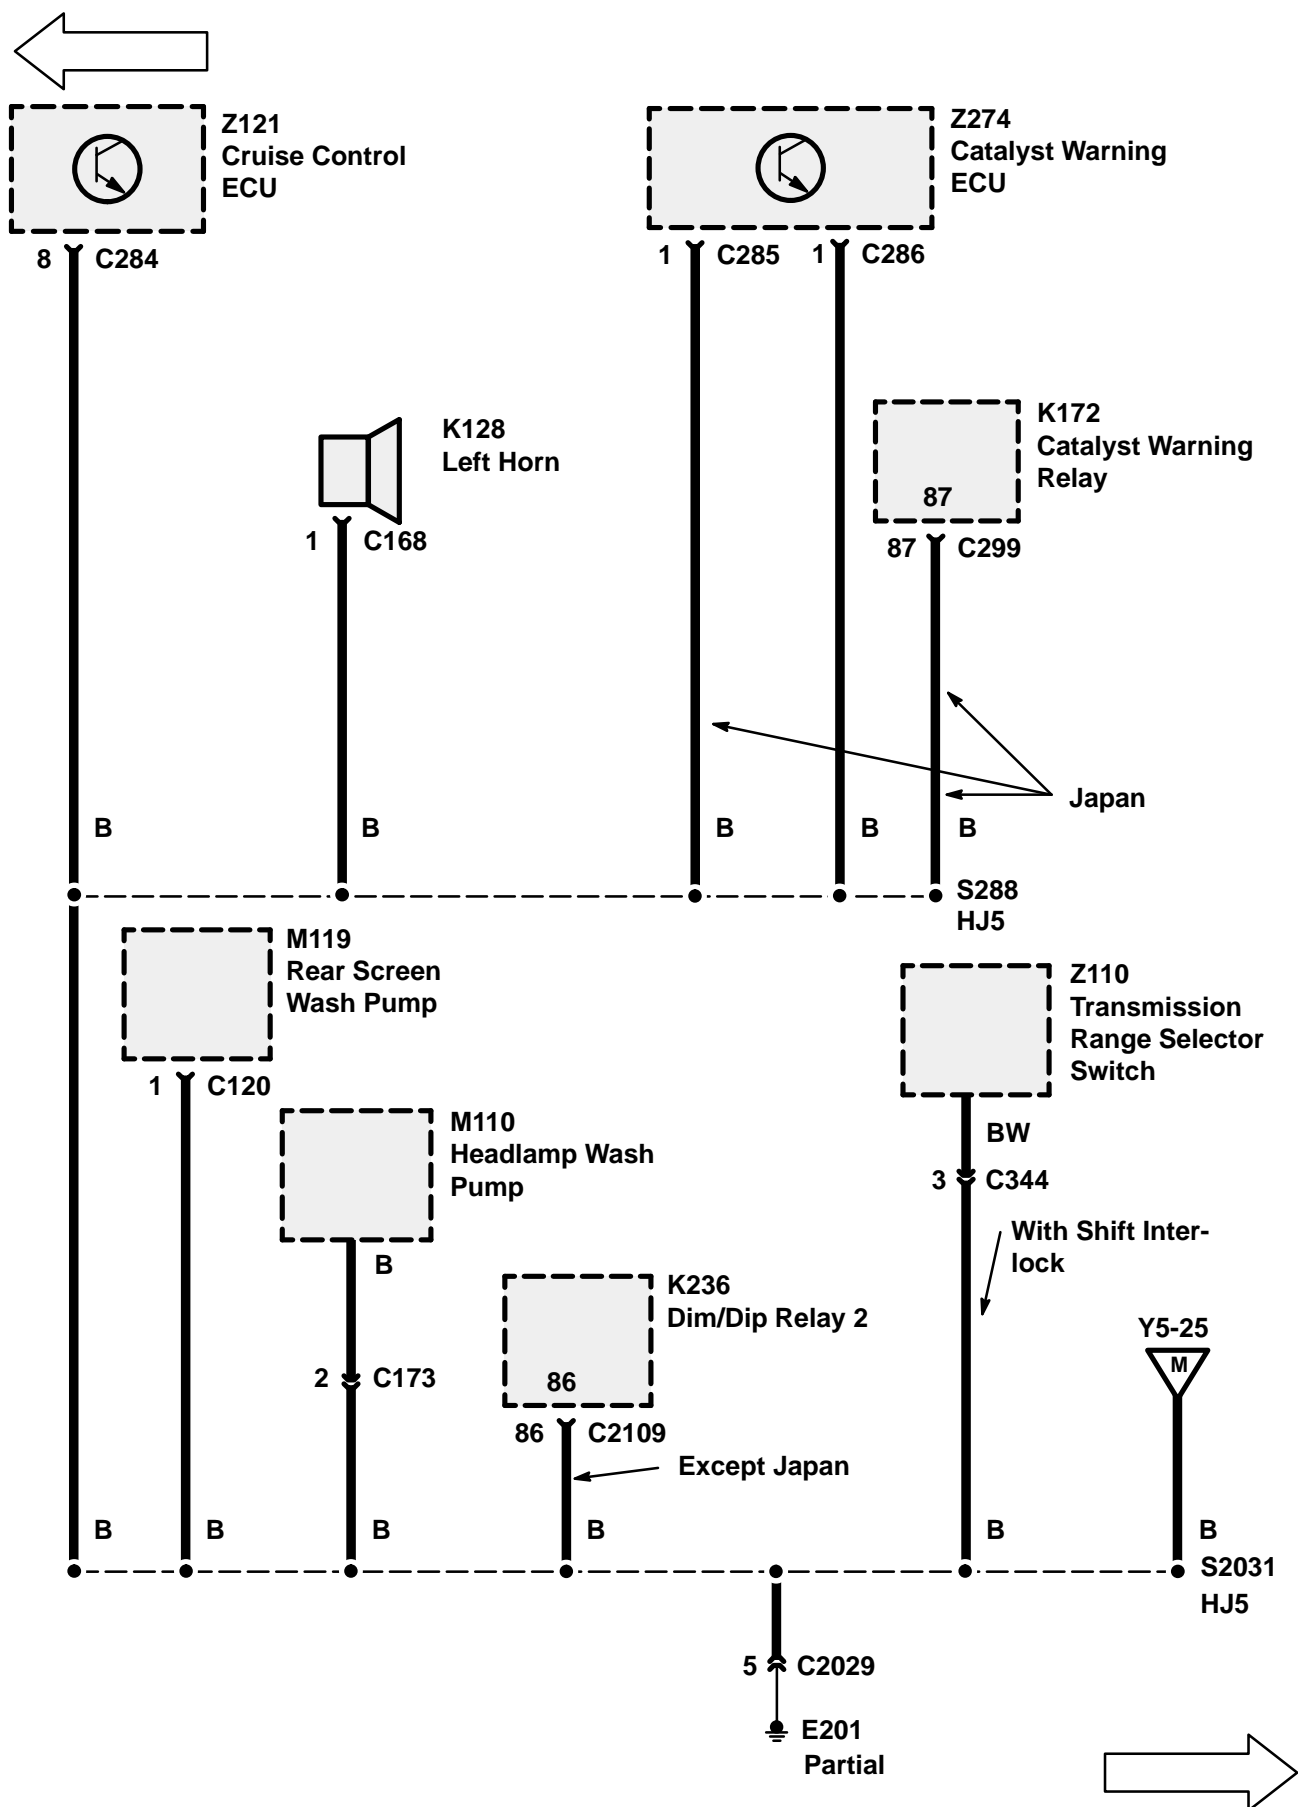 Z121
Cruise Control
ECU
8 C284
Z274
Catalyst Warning
ECU
1 C285 1 C286
K128
Left Horn
1 C168
K172
Catalyst Warning
Relay
87
87 C299
Japan
B B B B B
S288
HJ5
M119
Rear Screen
Wash Pump
1 C120
Z110
Transmission
Range Selector
Switch
BW
3 C344
M110
Headlamp Wash
Pump
B
2 C173
With Shift Inter-
lock
K236
Dim/Dip Relay 2
86
86 C2109
Except Japan
Y5-25
M
B B B B B B
S2031
HJ5
5 C2029
E201
Partial